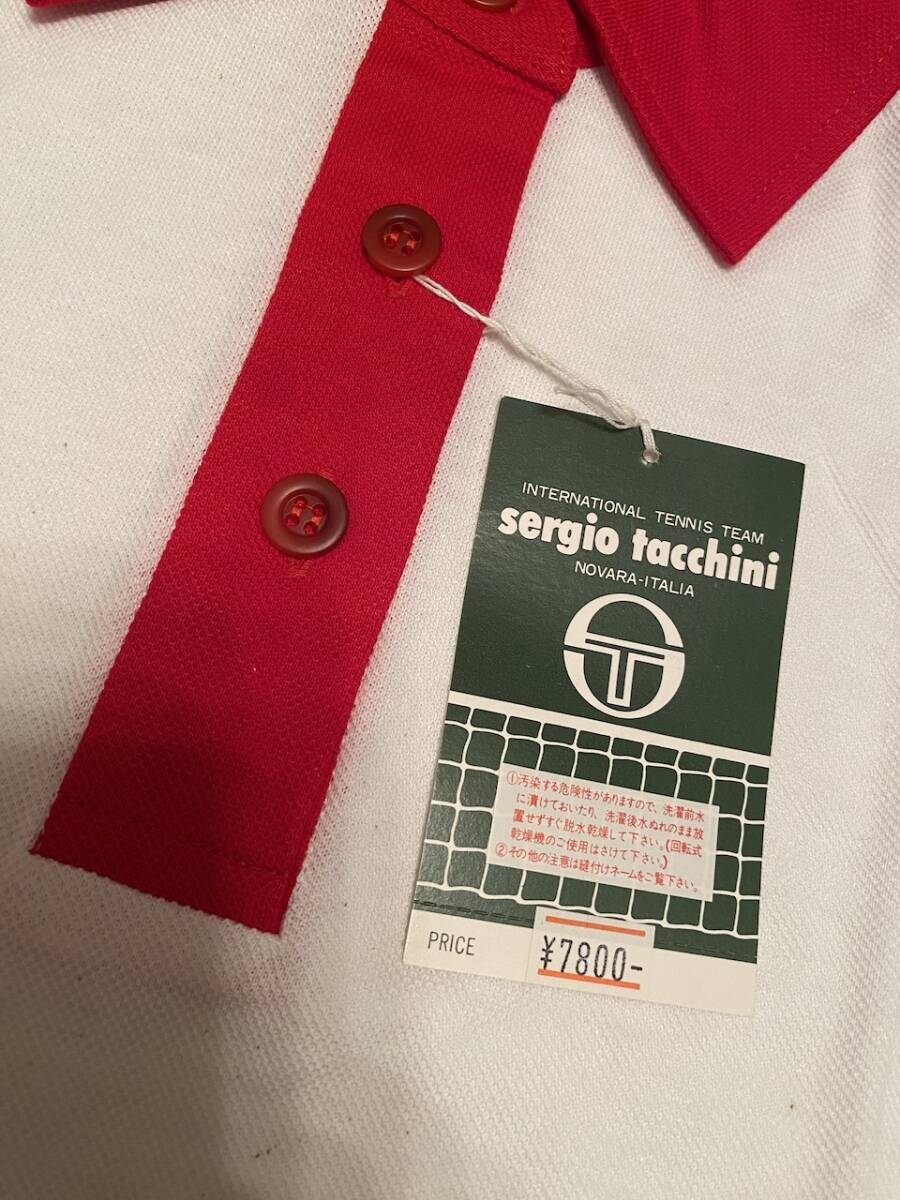 INTERNATIONAL TENNIS TEAM
sergio tacchini
NOVARA-ITALIA
①汚染する危険性がありますので、洗濯前水
に漬けておいたり、洗濯後水ぬれのまま放
置せずすぐ脱水乾燥して下さい。(回転式
乾燥機のご使用はさけて下さい。)
②その他の注意は縫付けネームをご覧下さい。
PRICE ¥7800-